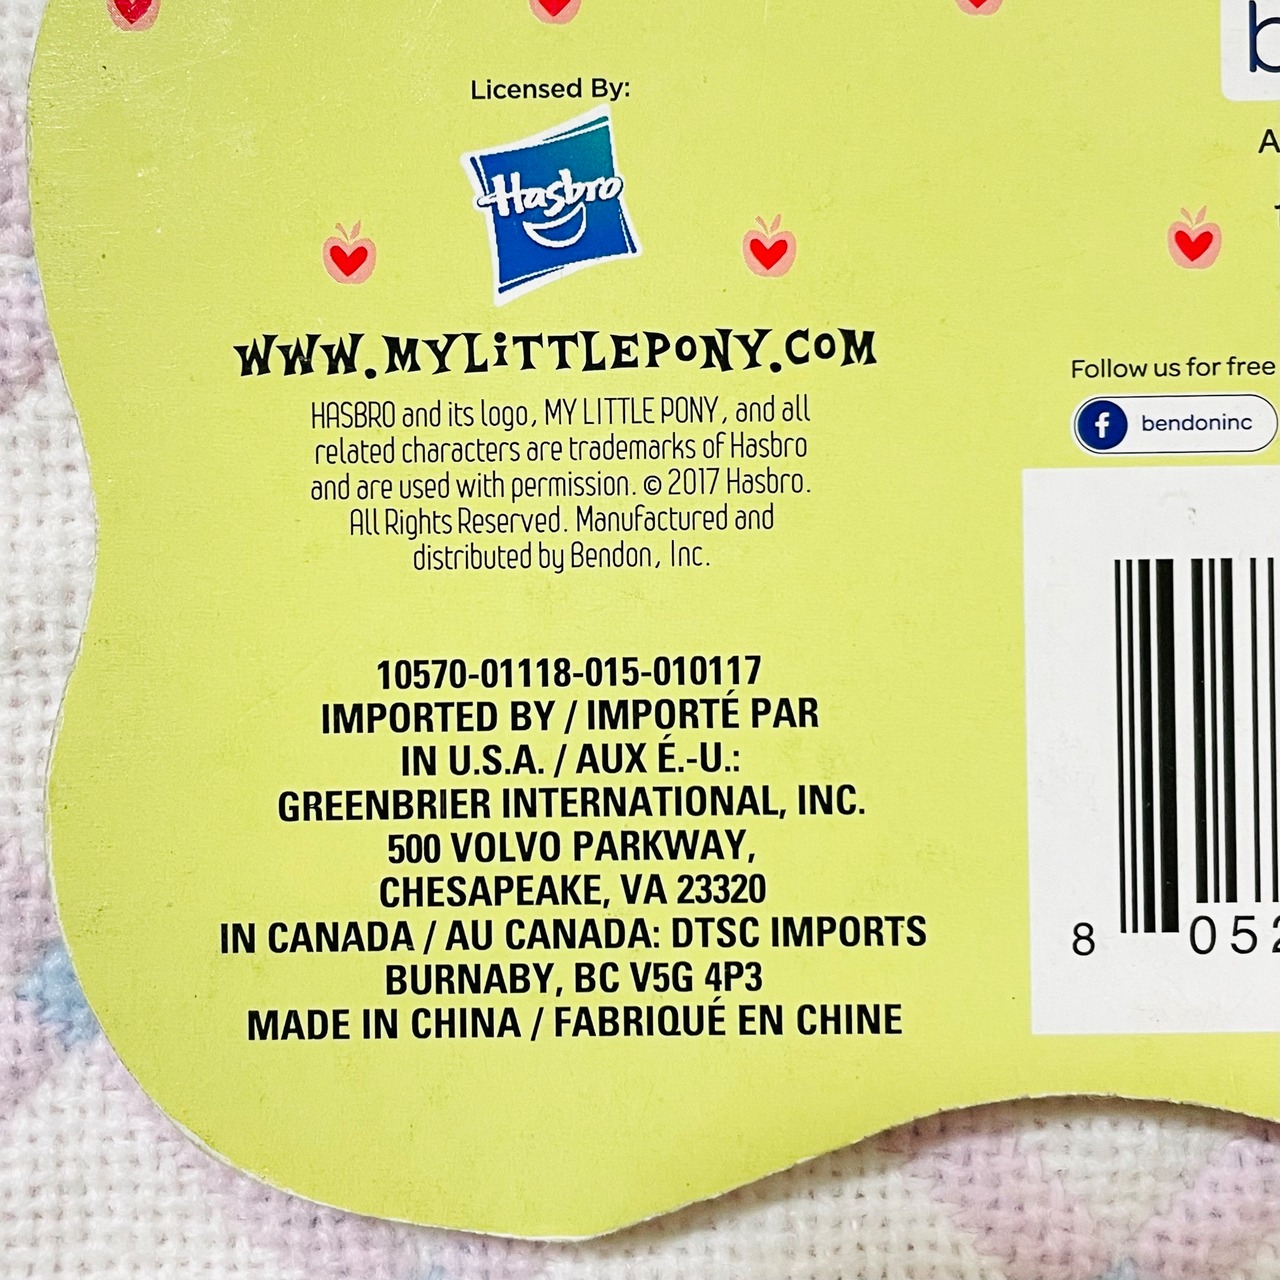 Licensed By:
Hasbro
WWW.MYLiTTLEPONY.COM
HASBRO and its logo, MY LITTLE PONY, and all
related characters are trademarks of Hasbro
and are used with permission. © 2017 Hasbro.
All Rights Reserved. Manufactured and
distributed by Bendon, Inc.
10570-01118-015-010117
IMPORTED BY / IMPORTÉ PAR
IN U.S.A. / AUX É.-U.:
GREENBRIER INTERNATIONAL, INC.
500 VOLVO PARKWAY,
CHESAPEAKE, VA 23320
IN CANADA / AU CANADA: DTSC IMPORTS
BURNABY, BC V5G 4P3
MADE IN CHINA / FABRIQUÉ EN CHINE
b
A
Follow us for free
f bendoninc
8 052